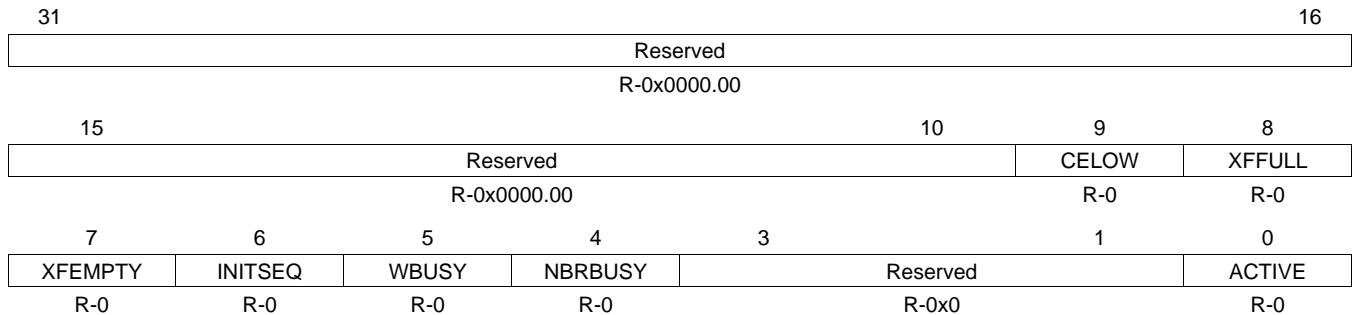 31 16
Reserved
R-0x0000.00
15 10 9 8
Reserved CELOW XFFULL
R-0x0000.00 R-0 R-0
7 6 5 4 3 1 0
XFEMPTY INITSEQ WBUSY NBRBUSY Reserved ACTIVE
R-0 R-0 R-0 R-0 R-0x0 R-0